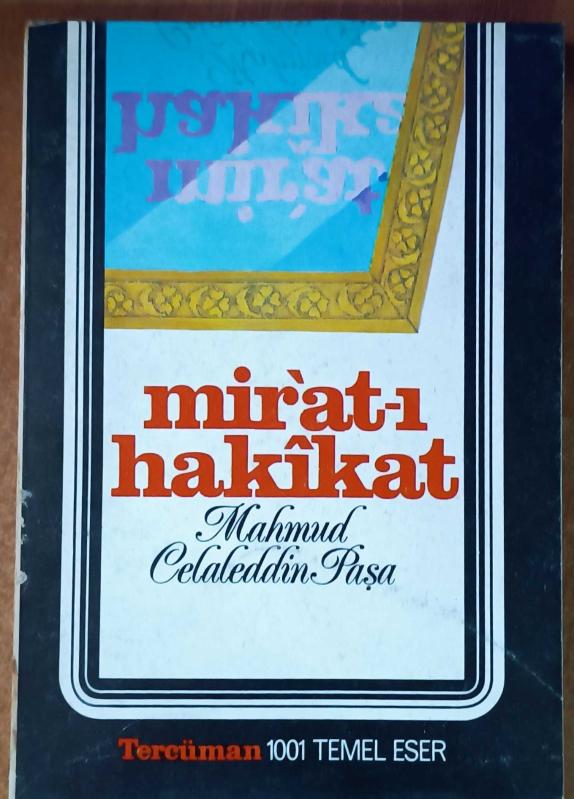 mir'at-ı
hakîkat
Mahmud
Celaleddin Paşa
Tercüman 1001 TEMEL ESER